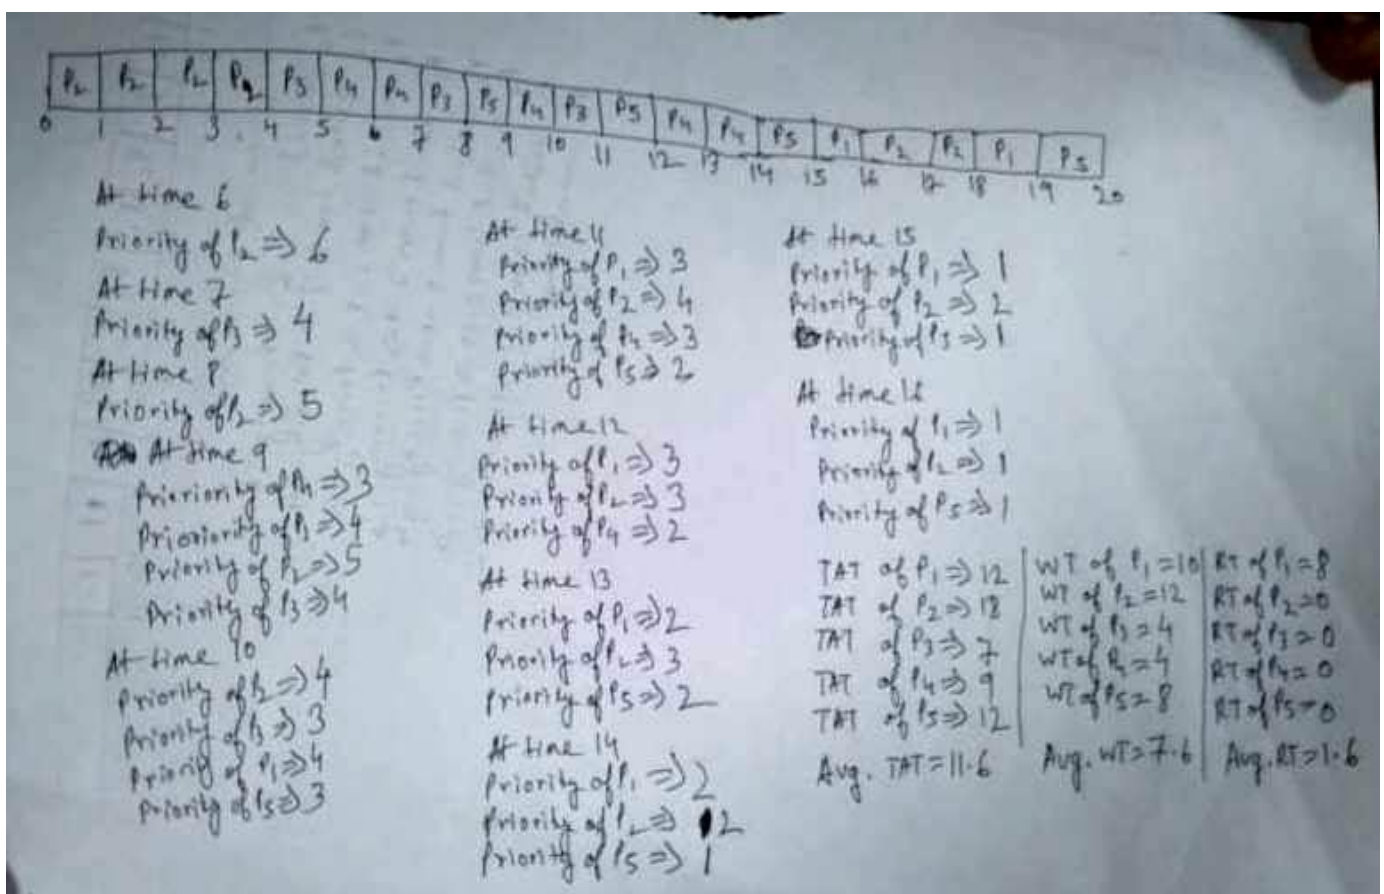 P2 P2 P2 P2 P3 P4 P4 P3 P5 P4 P3 P5 P4 P4 P5 P1 P2 P2 P1 P5
0 1 2 3 4 5 6 7 8 9 10 11 12 13 14 15 16 17 18 19 20
At time 6
Priority of P2 => 6
At time 7
Priority of P3 => 4
At time 8
Priority of P2 => 5
At time 9
Prioriority of P4 => 3
Prioriority of P1 => 4
Priority of P2 => 5
Priority of P3 => 4
At time 10
Priority of P2 => 4
Priority of P3 => 3
Priority of P1 => 4
Priority of P5 => 3
At time 11
Priority of P1 => 3
Priority of P2 => 4
Priority of P4 => 3
Priority of P5 => 2
At time 12
Priority of P1 => 3
Priority of P2 => 3
Priority of P4 => 2
At time 13
Priority of P1 => 2
Priority of P2 => 3
Priority of P5 => 2
At time 14
Priority of P1 => 2
Priority of P2 => 2
Priority of P5 => 1
At time 15
Priority of P1 => 1
Priority of P2 => 2
Priority of P5 => 1
At time 16
Priority of P1 => 1
Priority of P2 => 1
Priority of P5 => 1
TAT of P1 => 12
TAT of P2 => 18
TAT of P3 => 7
TAT of P4 => 9
TAT of P5 => 12
Avg. TAT = 11.6
WT of P1 = 10
WT of P2 = 12
WT of P3 = 4
WT of P4 = 4
WT of P5 = 8
Avg. WT = 7.6
RT of P1 = 8
RT of P2 = 0
RT of P3 = 0
RT of P4 = 0
RT of P5 = 0
Avg. RT = 1.6